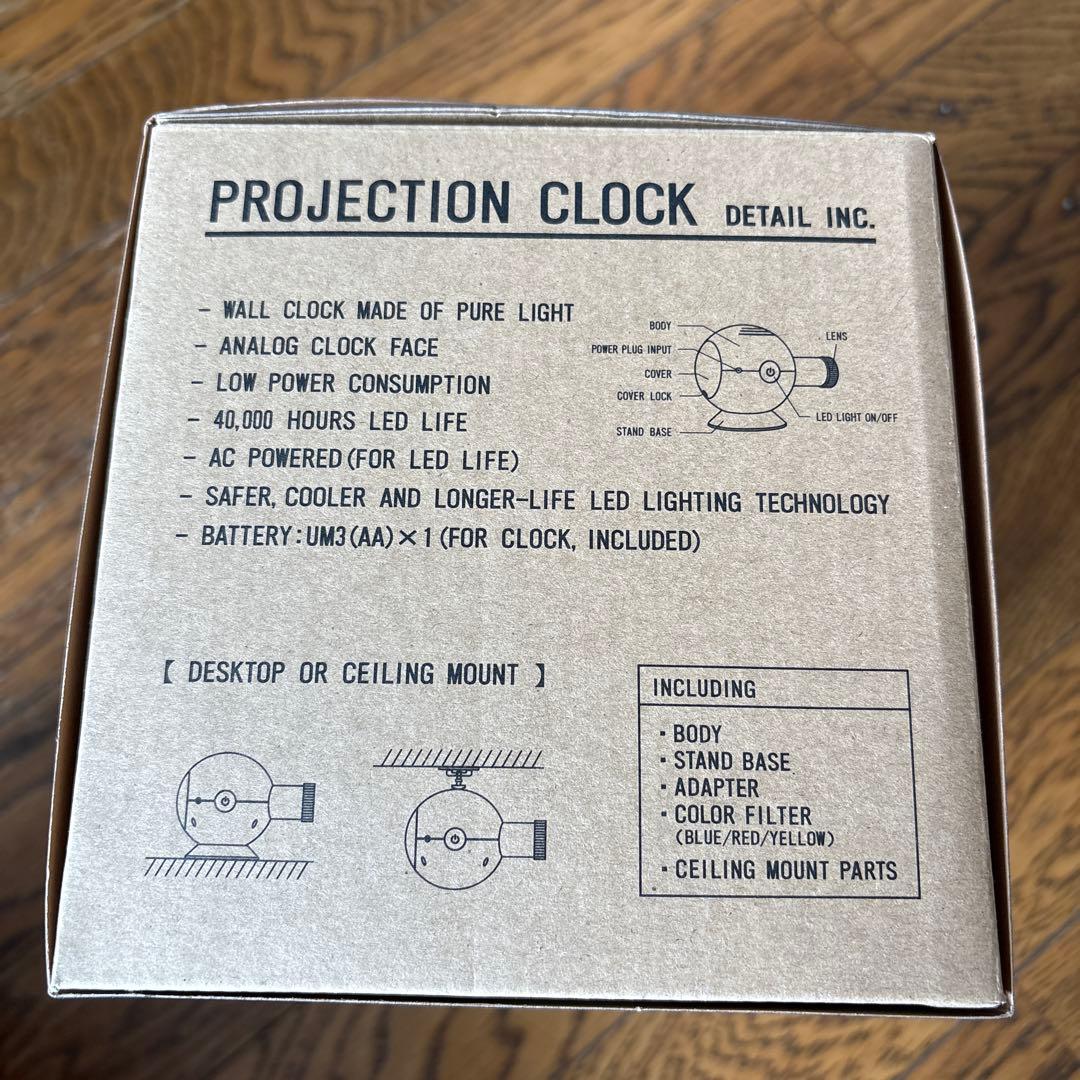 PROJECTION CLOCK DETAIL INC.
- WALL CLOCK MADE OF PURE LIGHT
- ANALOG CLOCK FACE
- LOW POWER CONSUMPTION
- 40,000 HOURS LED LIFE
- AC POWERED (FOR LED LIFE)
- SAFER, COOLER AND LONGER-LIFE LED LIGHTING TECHNOLOGY
- BATTERY: UM3 (AA) × 1 (FOR CLOCK, INCLUDED)
BODY
POWER PLUG INPUT
COVER
COVER LOCK
STAND BASE
LENS
LED LIGHT ON/OFF
【 DESKTOP OR CEILING MOUNT 】
INCLUDING
・BODY
・STAND BASE
・ADAPTER
・COLOR FILTER
(BLUE/RED/YELLOW)
・CEILING MOUNT PARTS